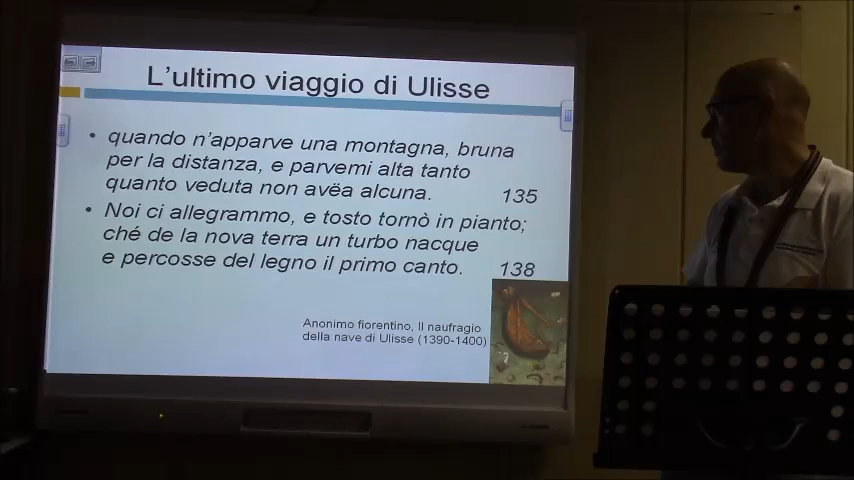 L'ultimo viaggio di Ulisse
• quando n'apparve una montagna, bruna
per la distanza, e parvemi alta tanto
quanto veduta non avëa alcuna. 135
• Noi ci allegrammo, e tosto tornò in pianto;
ché de la nova terra un turbo nacque
e percosse del legno il primo canto. 138
Anonimo fiorentino, Il naufragio
della nave di Ulisse (1390-1400)